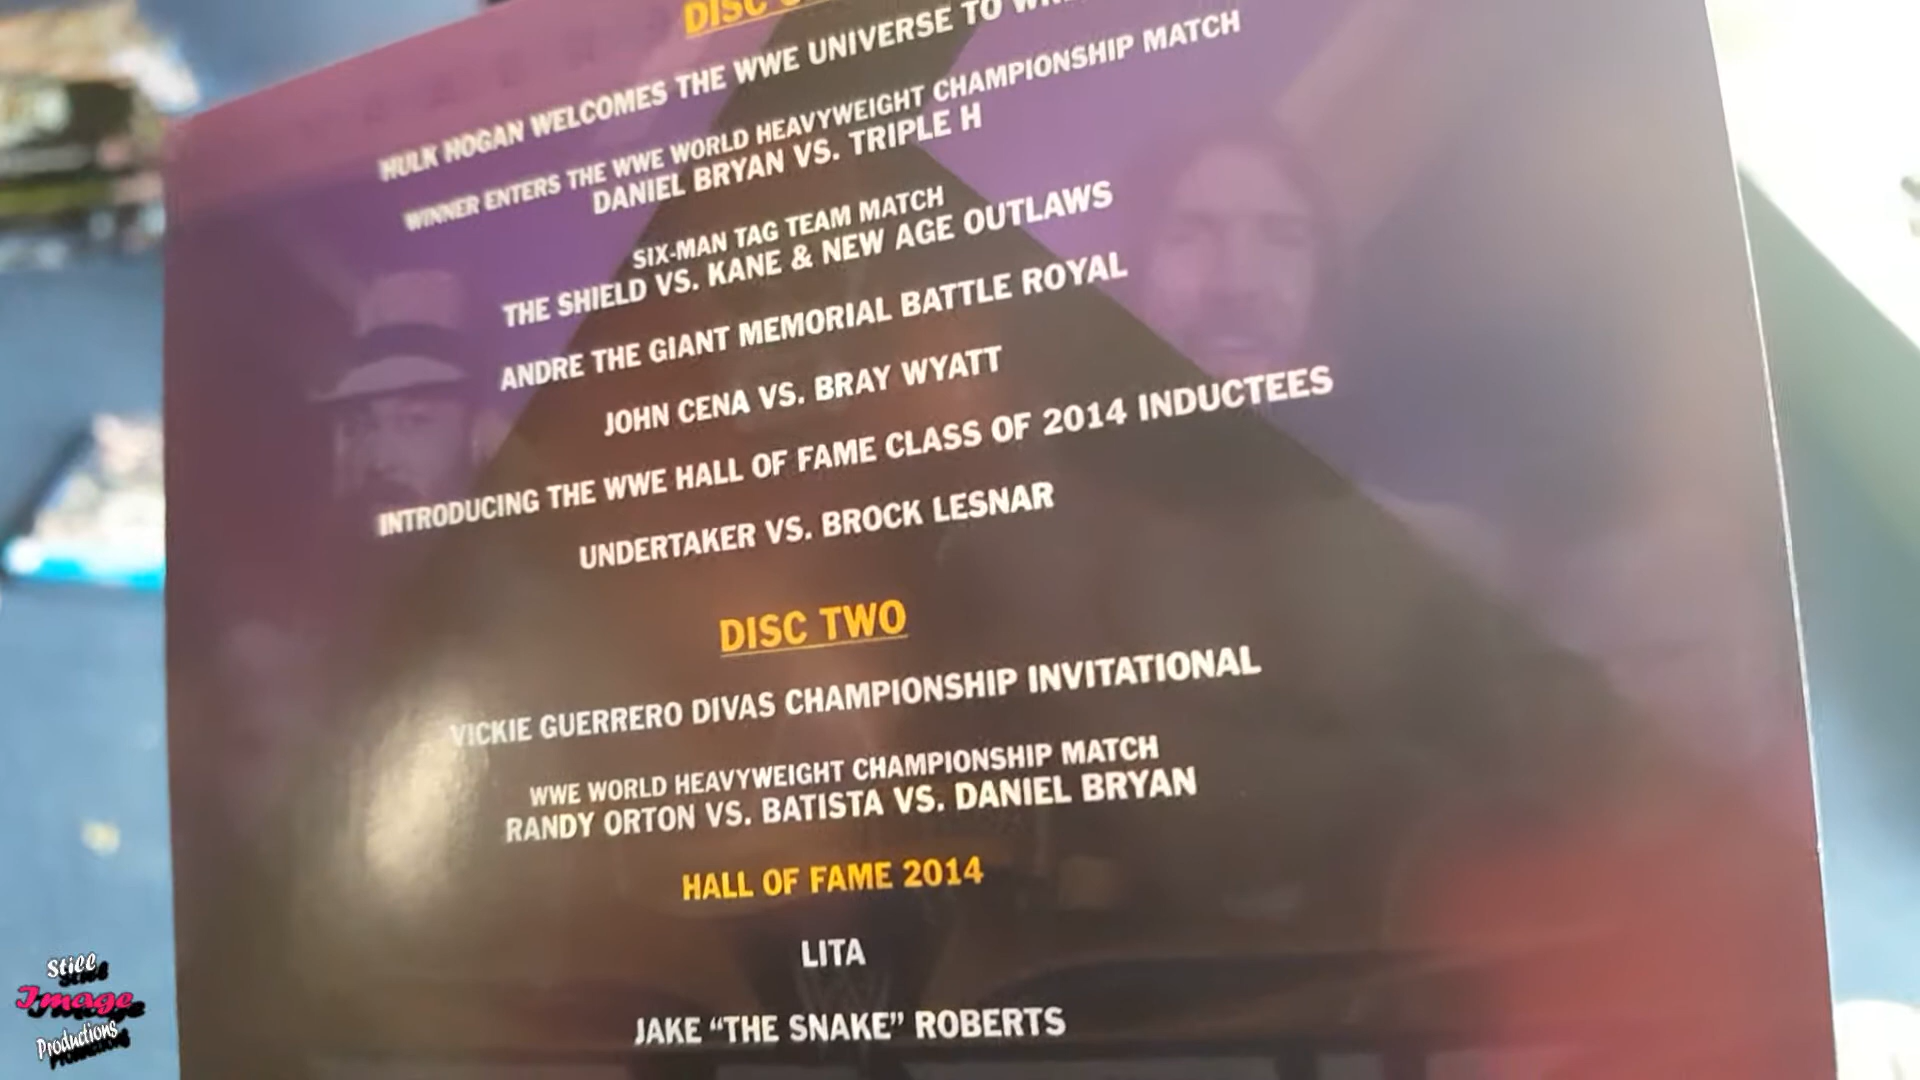 DISC
HULK HOGAN WELCOMES THE WWE UNIVERSE TO
WINNER ENTERS THE WWE WORLD HEAVYWEIGHT CHAMPIONSHIP MATCH
DANIEL BRYAN VS. TRIPLE H
SIX-MAN TAG TEAM MATCH
THE SHIELD VS. KANE & NEW AGE OUTLAWS
ANDRE THE GIANT MEMORIAL BATTLE ROYAL
JOHN CENA VS. BRAY WYATT
INTRODUCING THE WWE HALL OF FAME CLASS OF 2014 INDUCTEES
UNDERTAKER VS. BROCK LESNAR
DISC TWO
VICKIE GUERRERO DIVAS CHAMPIONSHIP INVITATIONAL
WWE WORLD HEAVYWEIGHT CHAMPIONSHIP MATCH
RANDY ORTON VS. BATISTA VS. DANIEL BRYAN
HALL OF FAME 2014
LITA
JAKE “THE SNAKE” ROBERTS
Still
Image
Productions